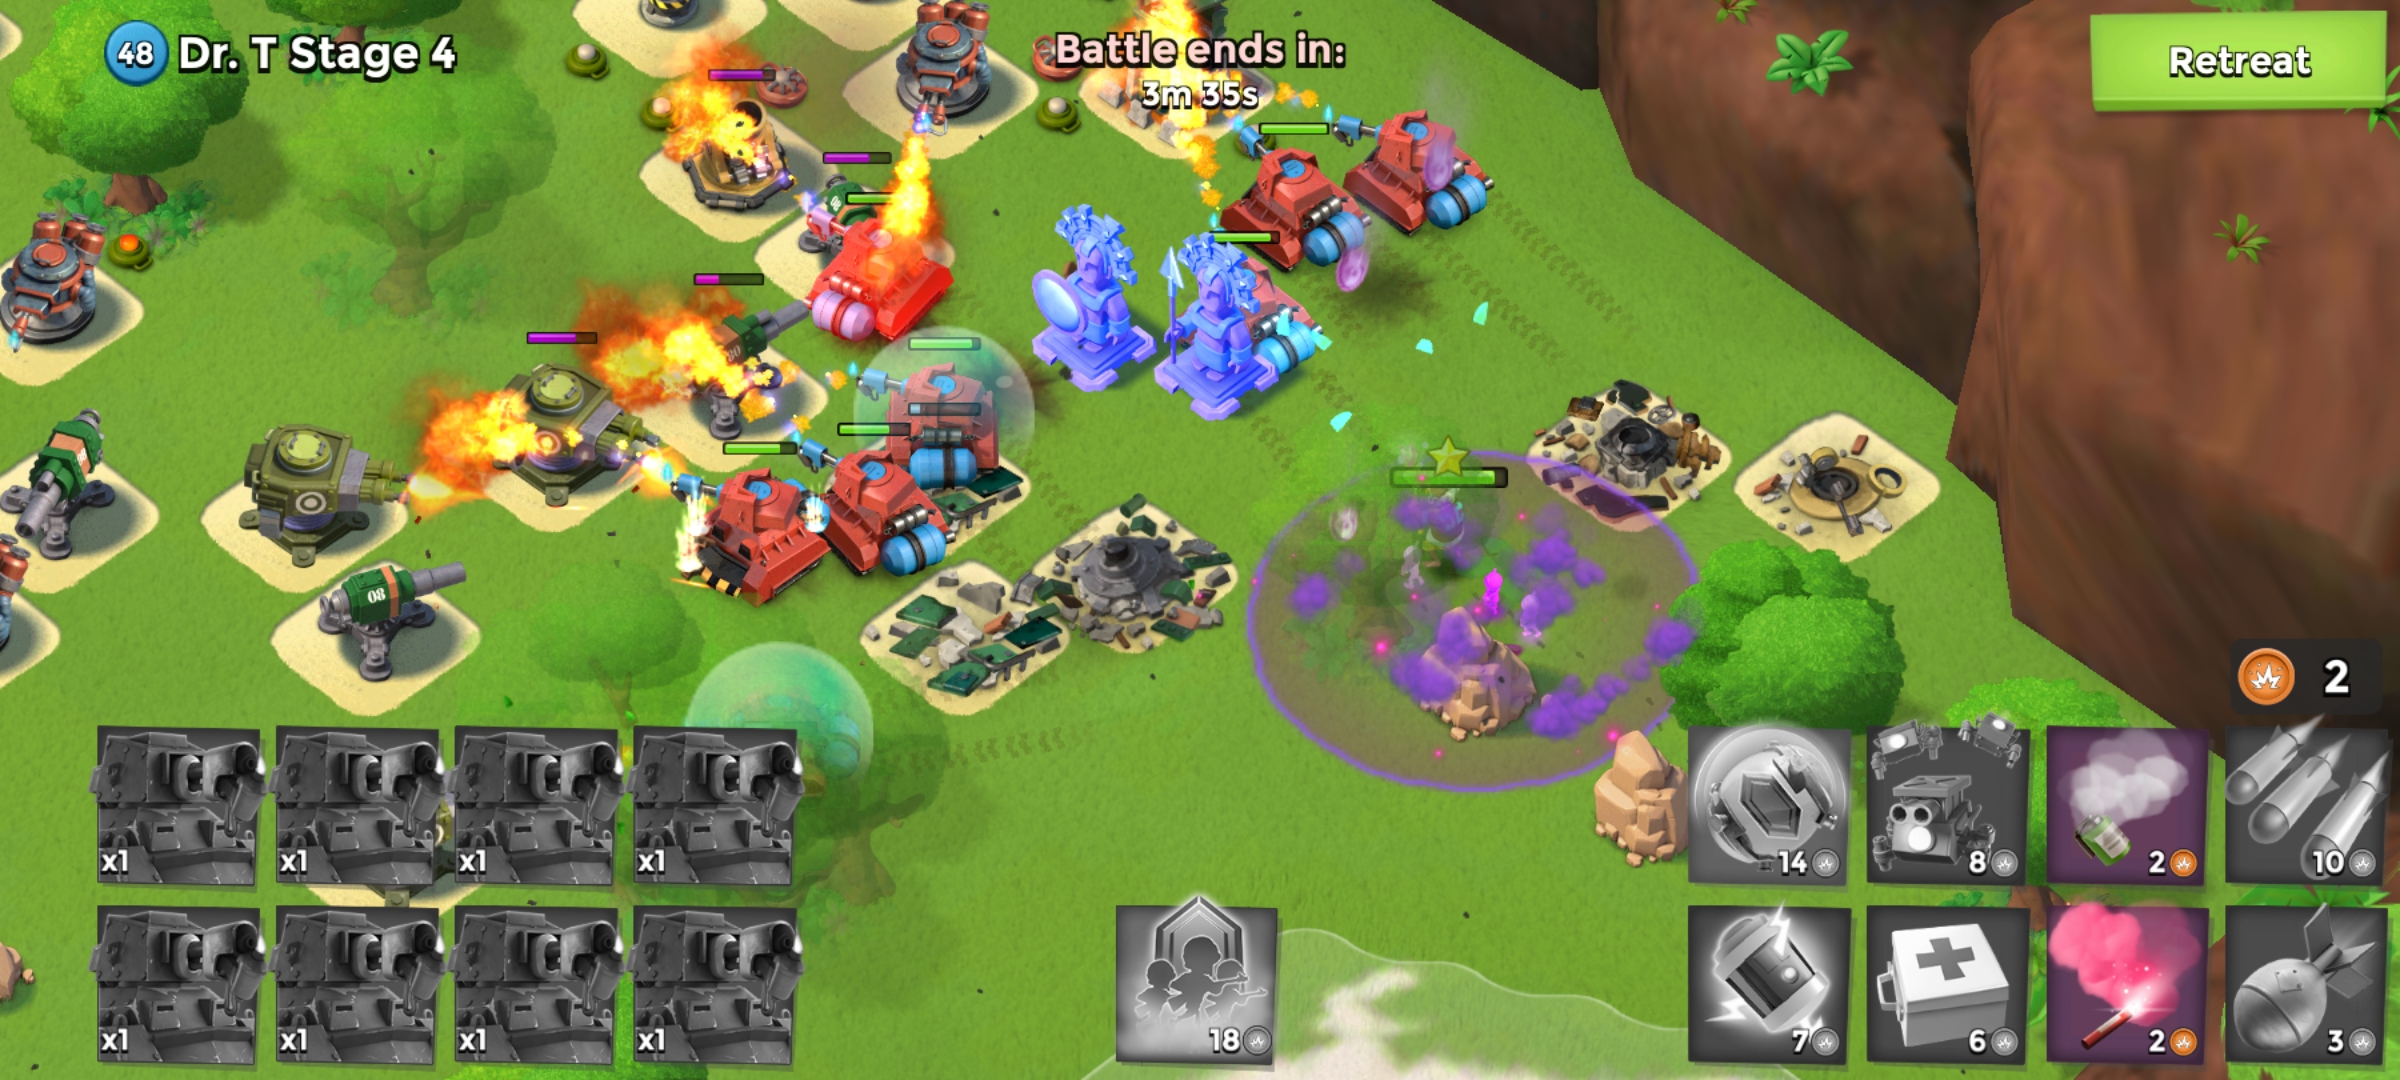 48 Dr. T Stage 4
Battle ends in:
3m 35s
Retreat
08
2
x1 x1 x1 x1
14 8 2 10
x1 x1 x1 x1
18
7 6 2 3